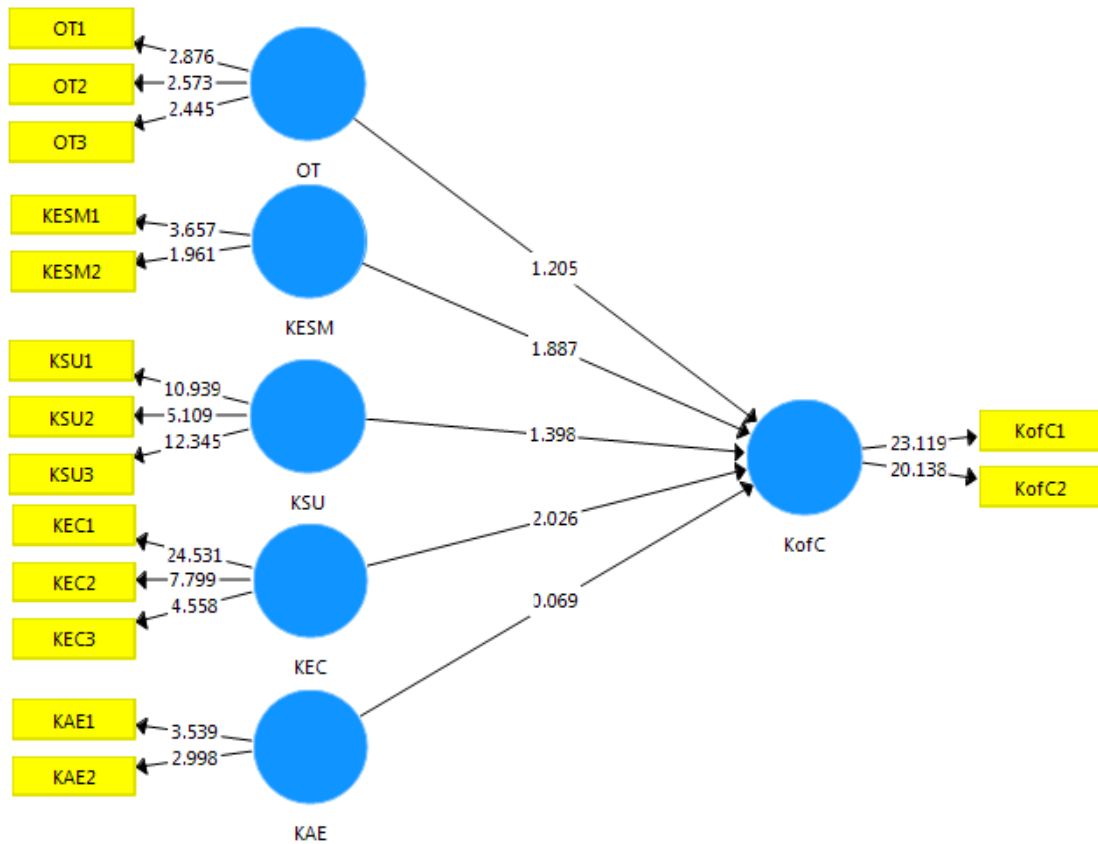 OT1
2.876
OT2
2.573
OT3
2.445
OT
1.205
KESM1
3.657
KESM2
1.961
KESM
1.887
KSU1
10.939
KSU2
5.109
KSU3
12.345
KSU
1.398
KEC1
24.531
KEC2
7.799
KEC3
4.558
KEC
2.026
KAE1
3.539
KAE2
2.998
KAE
0.069
KofC
23.119
KofC1
20.138
KofC2